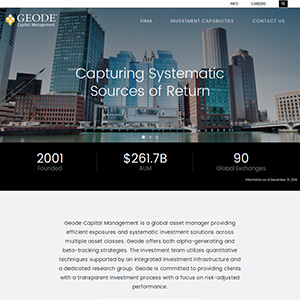 INFO CAREERS
GEODE
Capital Management
FIRM INVESTMENT CAPABILITIES CONTACT US
Capturing Systematic
Sources of Return
2001 $261.7B 90
Founded AUM Global Exchanges
Information as of December 31, 2016
Geode Capital Management is a global asset manager providing
efficient exposures and systematic investment solutions across
multiple asset classes. Geode offers both alpha-generating and
beta-tracking strategies. The investment team utilizes quantitative
techniques supported by an integrated investment infrastructure and
a dedicated research group. Geode is committed to providing clients
with a transparent investment process with a focus on risk-adjusted
performance.